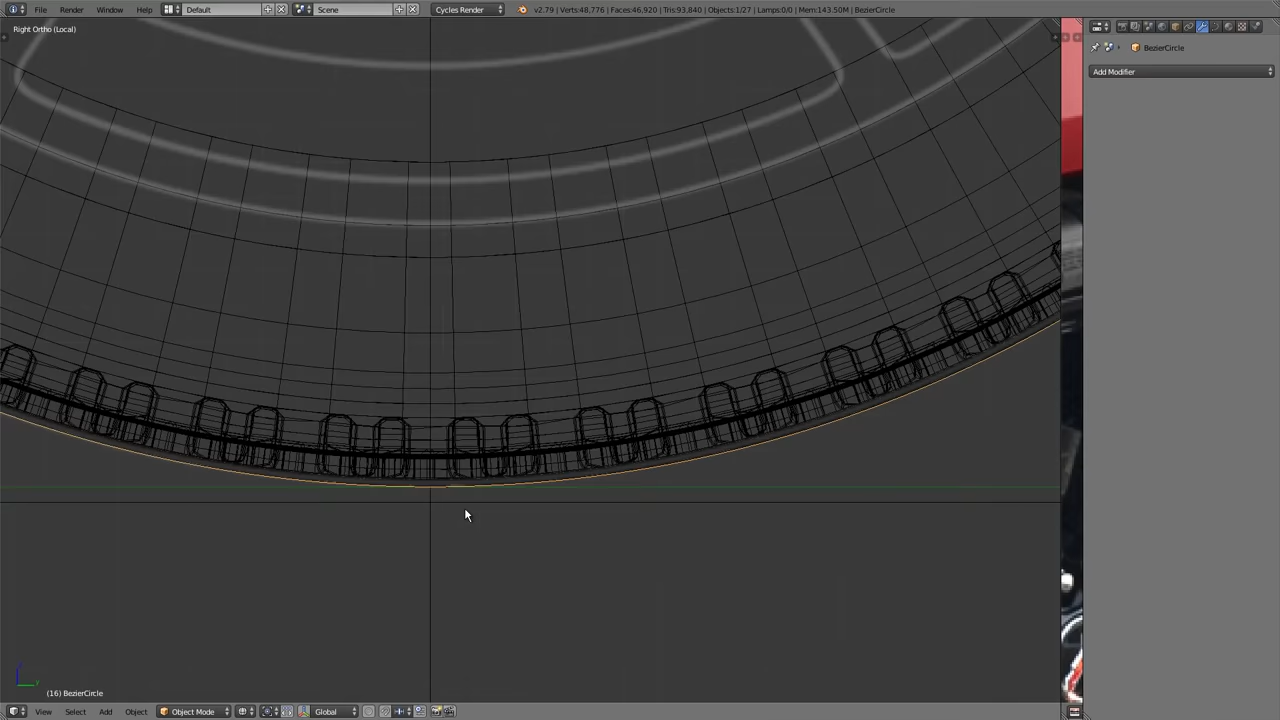 File Render Window Help Default Scene Cycles Render v2.79 | Verts:48,776 | Faces:46,920 | Tris:93,840 | Objects:1/27 | Lamps:0/0 | Mem:143.50M | BezierCircle
Right Ortho (Local)
BezierCircle
Add Modifier
(16) BezierCircle
View Select Add Object Object Mode Global